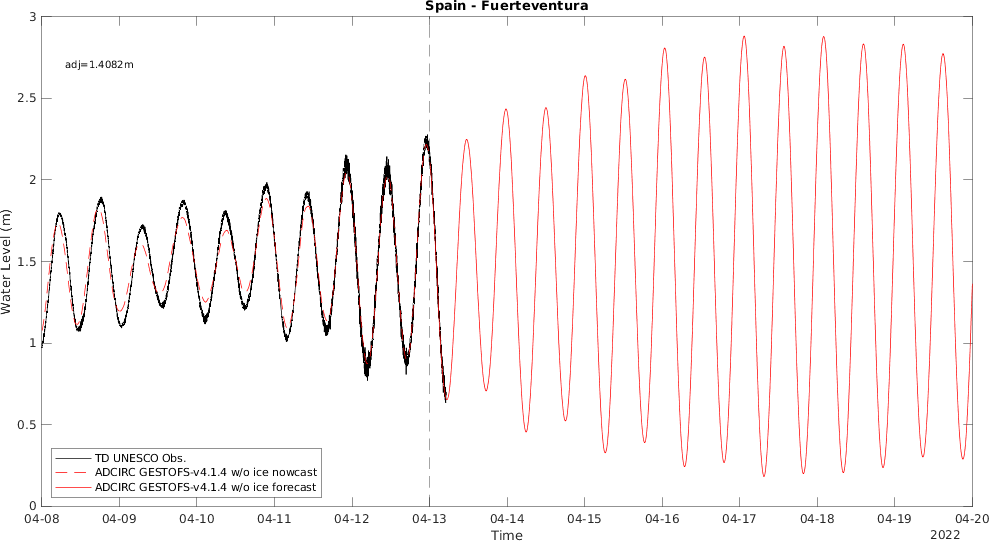 Spain - Fuerteventura
adj=1.4082m
Water Level (m)
3
2.5
2
1.5
1
0.5
0
TD UNESCO Obs.
ADCIRC GESTOFS-v4.1.4 w/o ice nowcast
ADCIRC GESTOFS-v4.1.4 w/o ice forecast
04-08 04-09 04-10 04-11 04-12 04-13 04-14 04-15 04-16 04-17 04-18 04-19 04-20
Time
2022